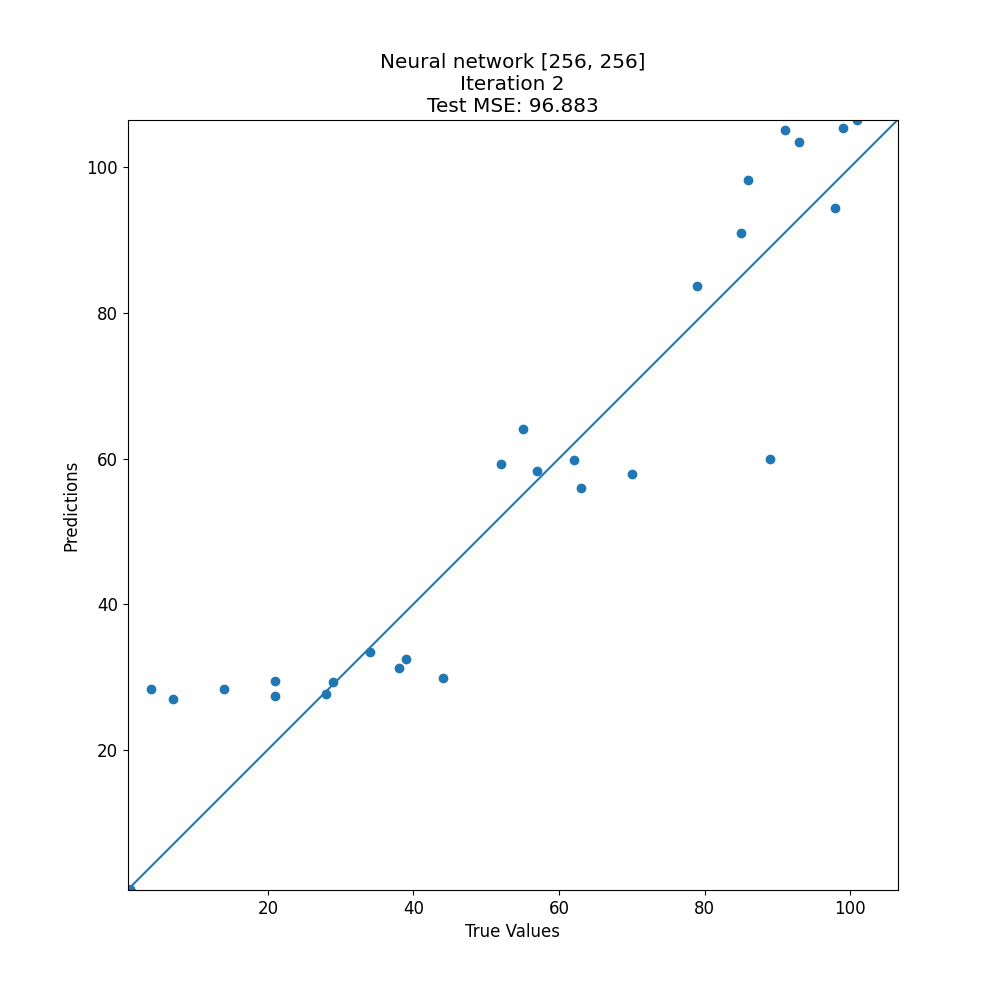 Neural network [256, 256]
Iteration 2
Test MSE: 96.883
100
80
60
40
20
Predictions
20 40 60 80 100
True Values